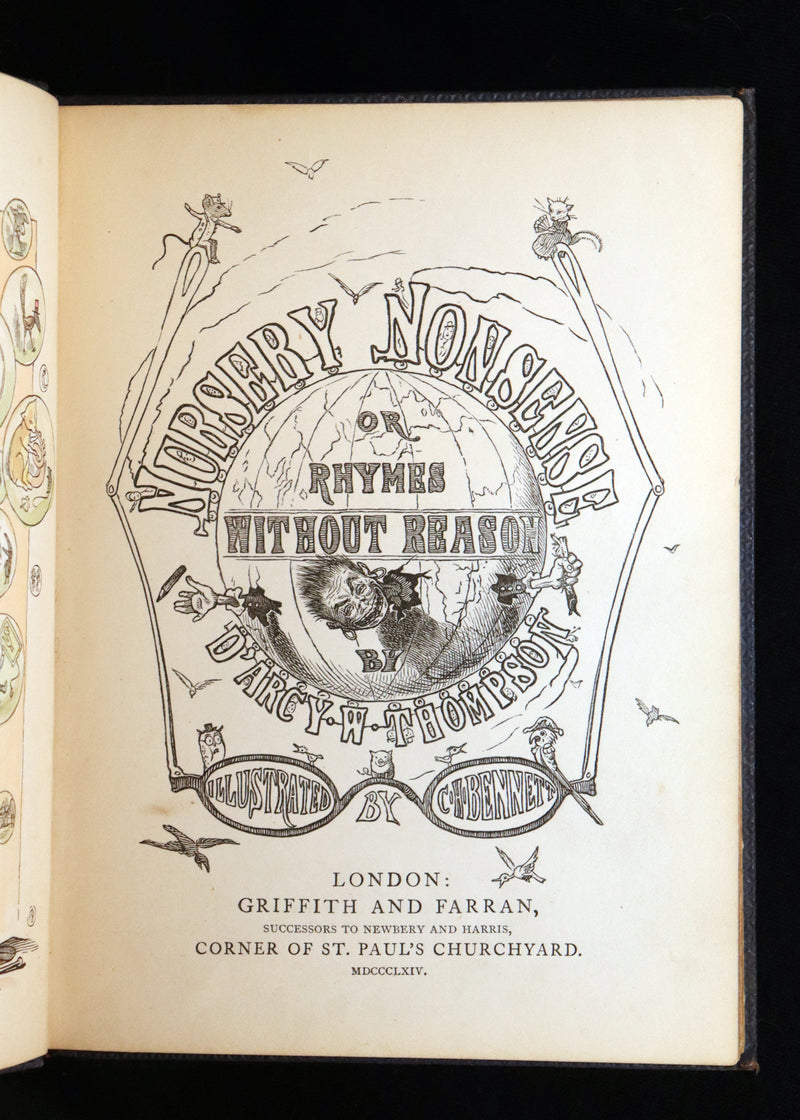 NURSERY NONSENSE
OR
RHYMES
WITHOUT REASON
BY
D'ARCY·W·THOMPSON
ILLUSTRATED BY C·H·BENNETT
LONDON:
GRIFFITH AND FARRAN,
SUCCESSORS TO NEWBERY AND HARRIS,
CORNER OF ST. PAUL'S CHURCHYARD.
MDCCCLXIV.